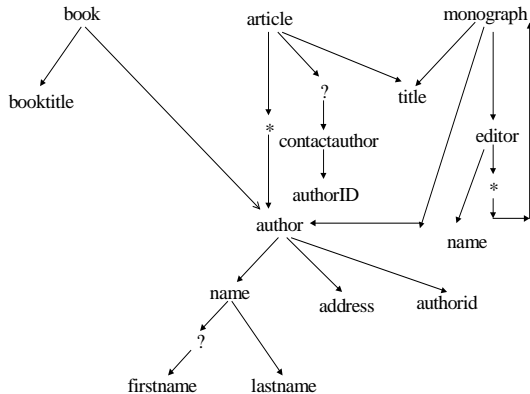 book article monograph
?
booktitle title
* contactauthor editor
authorID *
author
name
name
address authorid
?
firstname lastname